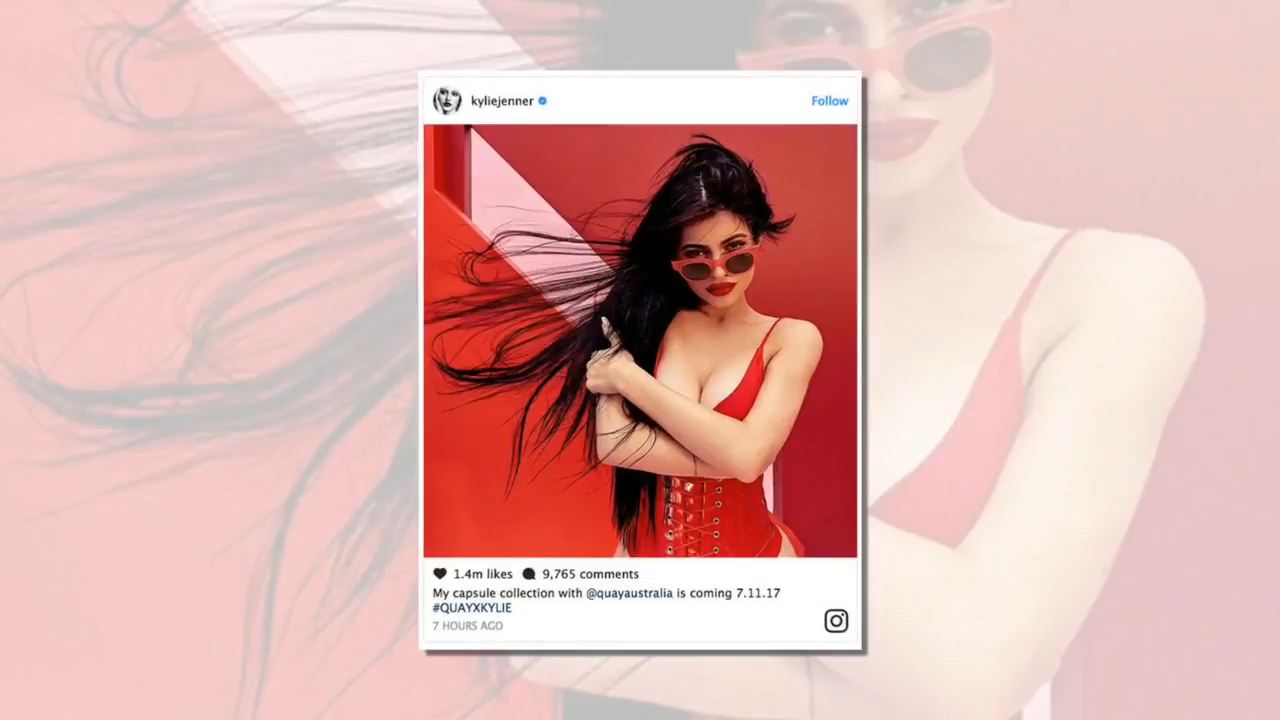 kyliejenner
Follow
1.4m likes 9,765 comments
My capsule collection with @quayaustralia is coming 7.11.17
#QUAYXKYLIE
7 HOURS AGO